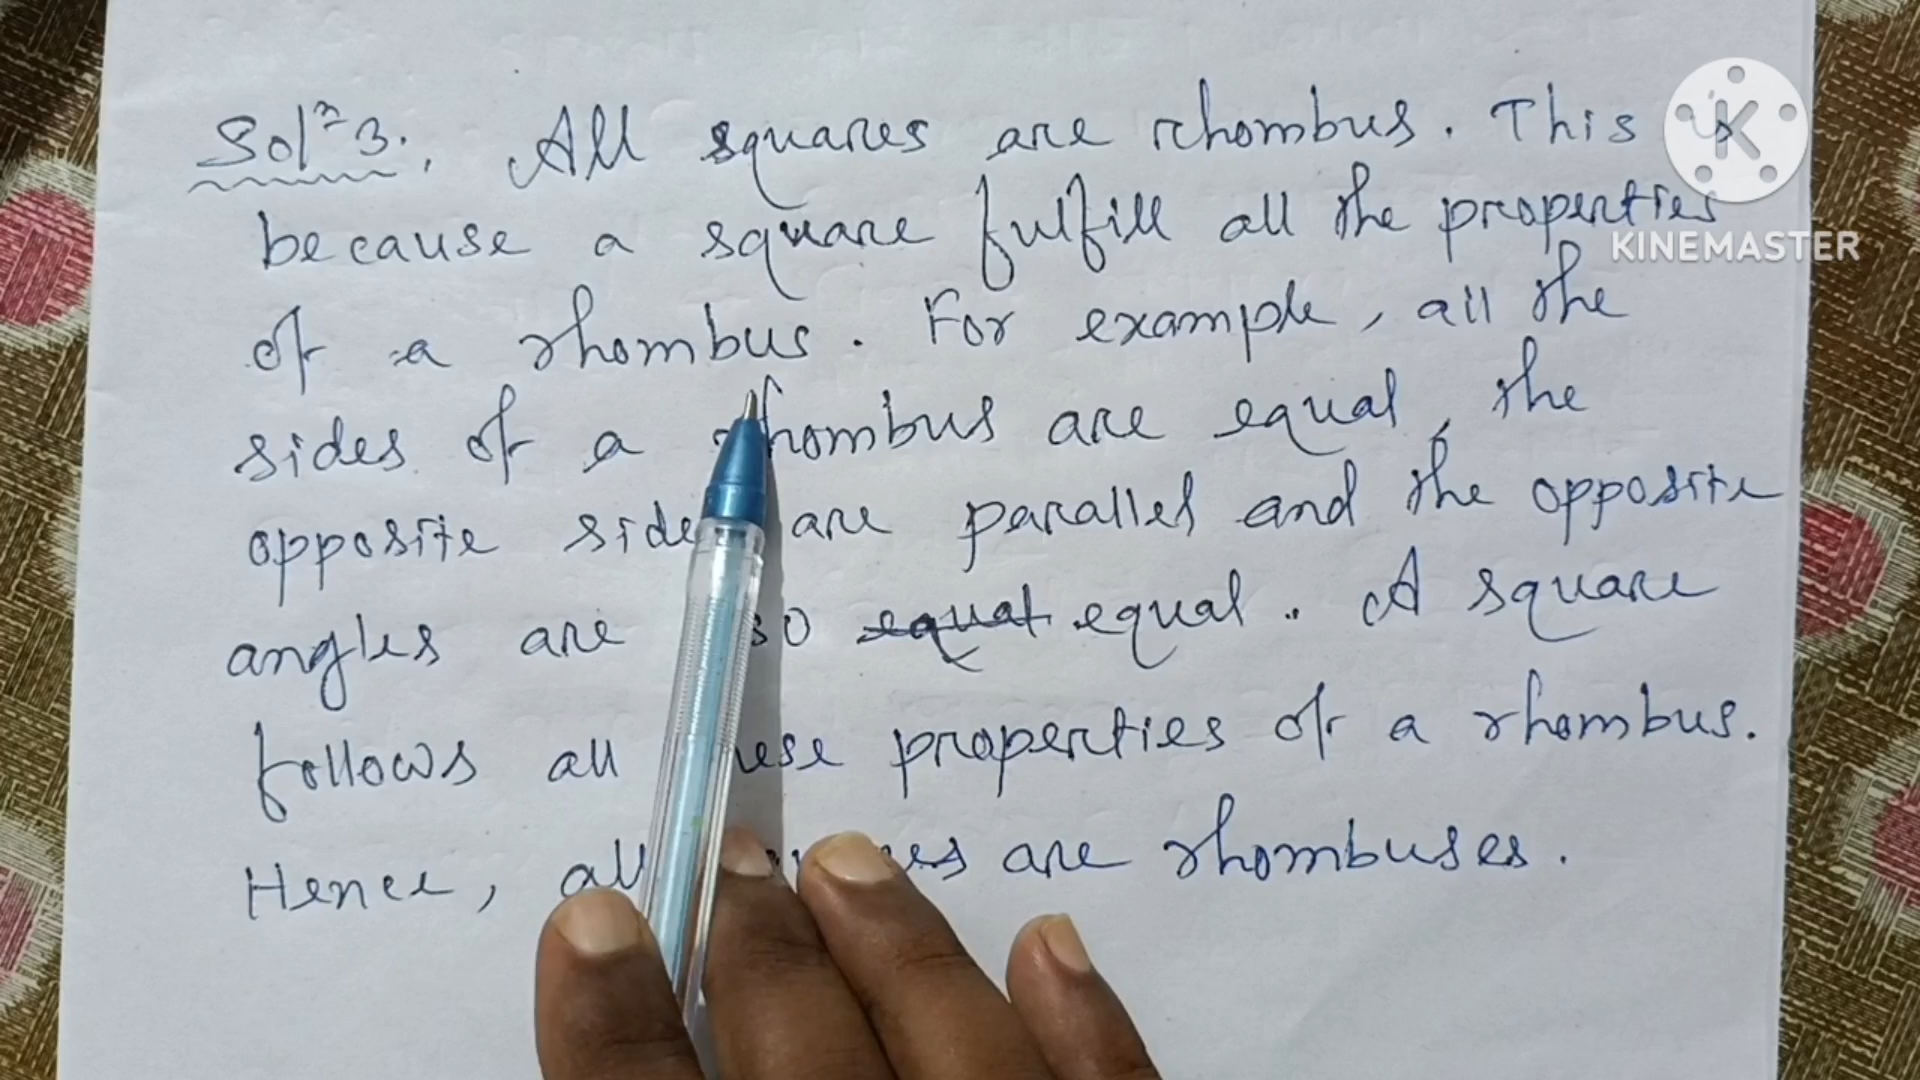 Solⁿ 3. All squares are rhombus. This is
because a square fulfill all the properties
of a rhombus. For example, all the
sides of a rhombus are equal, the
opposite side are parallel and the opposite
angles are so equal equal. A square
follows all these properties of a rhombus.
Hence, all are rhombuses.
K
KINEMASTER